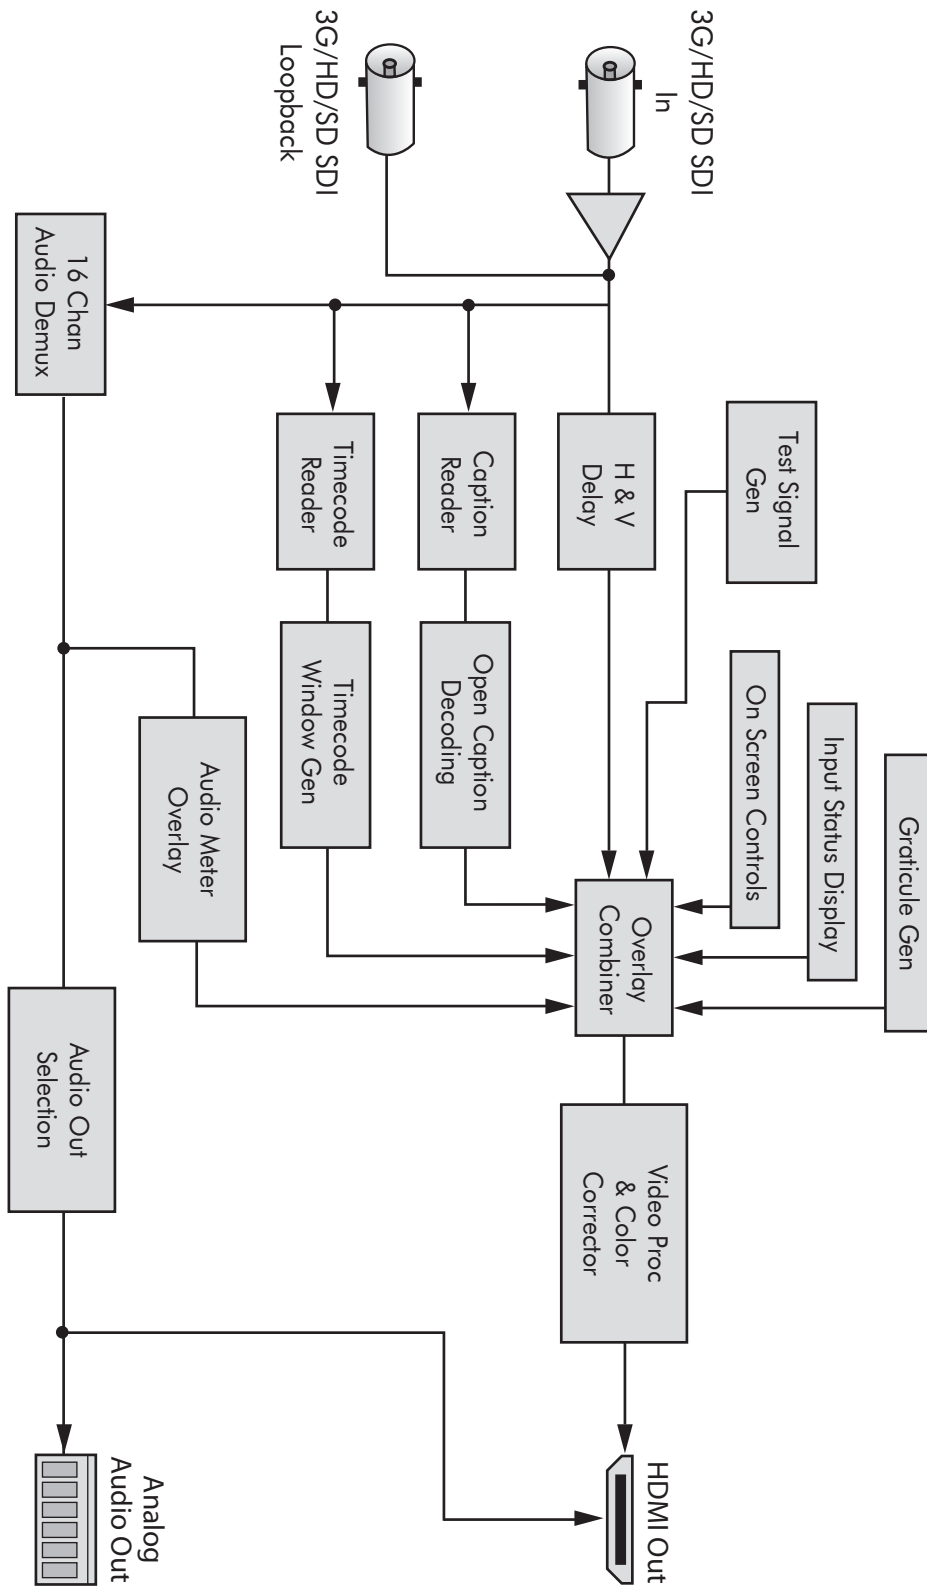 Graticule Gen
Input Status Display
On Screen Controls
Test Signal
Gen
3G/HD/SD SDI
In
H & V
Delay
Overlay
Combiner
Video Proc
& Color
Corrector
HDMI Out
3G/HD/SD SDI
Loopback
Caption
Reader
Open Caption
Decoding
Timecode
Reader
Timecode
Window Gen
Audio Meter
Overlay
16 Chan
Audio Demux
Audio Out
Selection
Analog
Audio Out